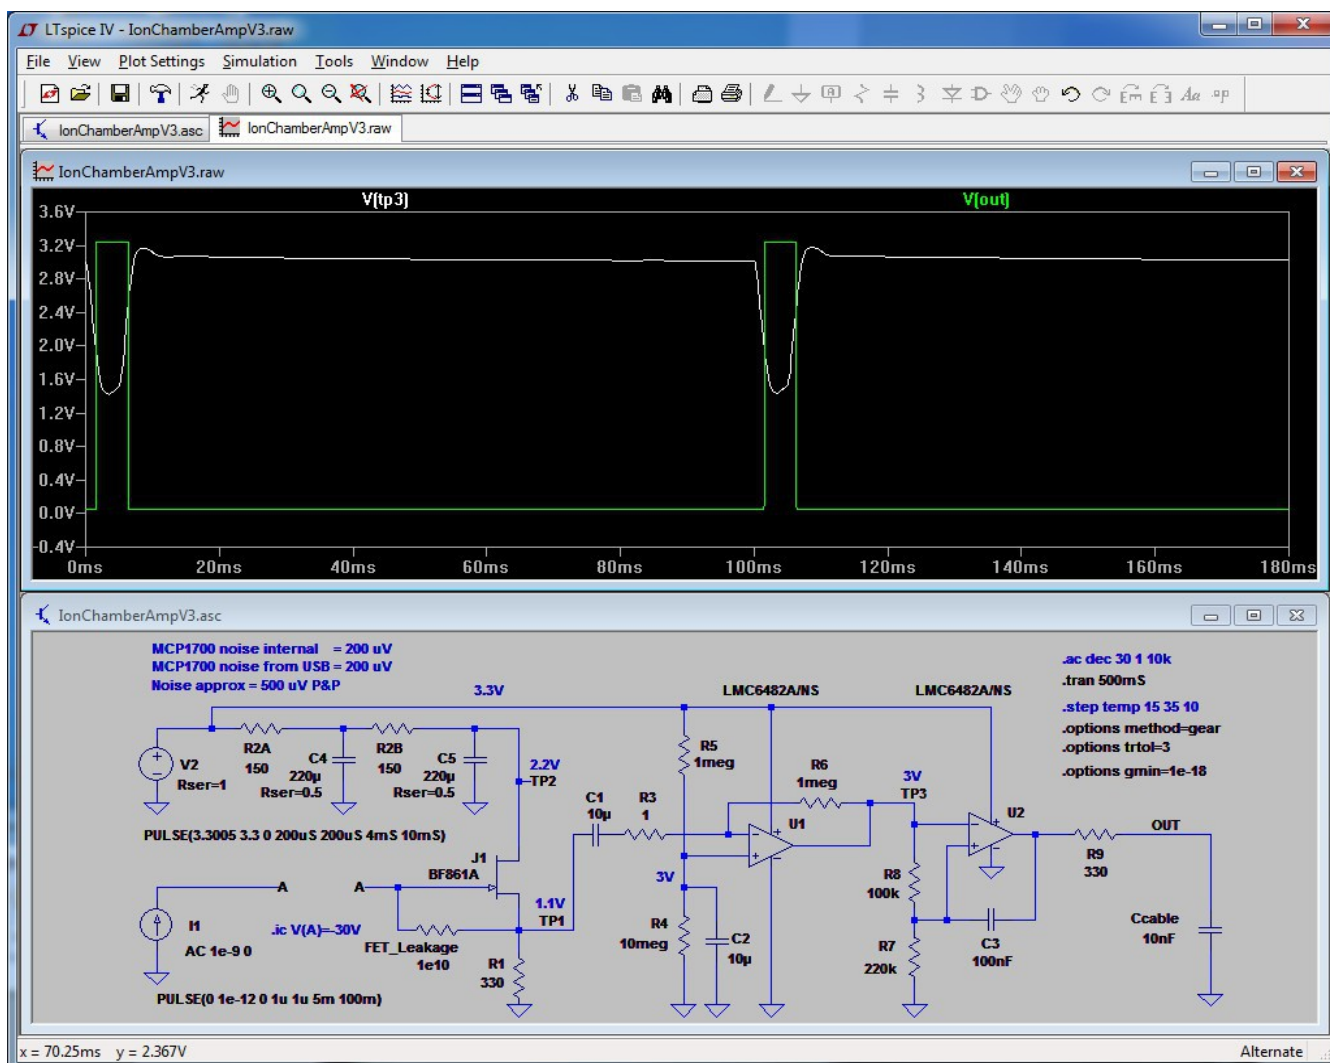 LTspice IV - IonChamberAmpV3.raw
File View Plot Settings Simulation Tools Window Help
IonChamberAmpV3.asc IonChamberAmpV3.raw
IonChamberAmpV3.raw
V(tp3) V(out)
3.6V
3.2V
2.8V
2.4V
2.0V
1.6V
1.2V
0.8V
0.4V
0.0V
-0.4V
0ms 20ms 40ms 60ms 80ms 100ms 120ms 140ms 160ms 180ms
IonChamberAmpV3.asc
MCP1700 noise internal = 200 uV
MCP1700 noise from USB = 200 uV
Noise approx = 500 uV P&P
3.3V
LMC6482A/NS
LMC6482A/NS
.ac dec 30 1 10k
.tran 500mS
.step temp 15 35 10
.options method=gear
.options trtol=3
.options gmin=1e-18
V2
Rser=1
R2A
150
C4
220µ
Rser=0.5
R2B
150
C5
220µ
Rser=0.5
2.2V
TP2
PULSE(3.3005 3.3 0 200uS 200uS 4mS 10mS)
J1
BF861A
C1
10µ
R3
1
R5
1meg
R6
1meg
U1
3V
TP3
U2
OUT
R9
330
A A
I1
AC 1e-9 0
.ic V(A)=-30V
FET_Leakage
1e10
1.1V
TP1
R1
330
3V
R4
10meg
C2
10µ
R8
100k
R7
220k
C3
100nF
Ccable
10nF
PULSE(0 1e-12 0 1u 1u 5m 100m)
x = 70.25ms y = 2.367V Alternate